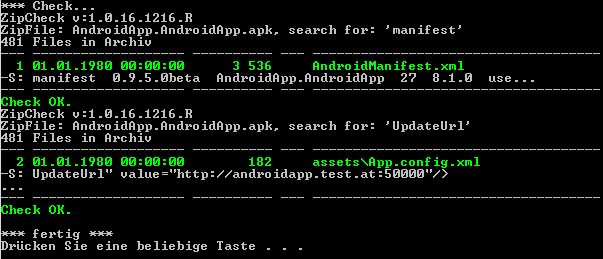 *** Check...
ZipCheck v:1.0.16.1216.R
ZipFile: AndroidApp.AndroidApp.apk, search for: 'manifest'
481 Files in Archiv
1 01.01.1980 00:00:00 3 536 AndroidManifest.xml
-S: manifest 0.9.5.0beta AndroidApp.AndroidApp 27 8.1.0 use...
Check OK.
ZipCheck v:1.0.16.1216.R
ZipFile: AndroidApp.AndroidApp.apk, search for: 'UpdateUrl'
481 Files in Archiv
2 01.01.1980 00:00:00 182 assets\App.config.xml
-S: UpdateUrl" value="http://androidapp.test.at:50000"/>
...
Check OK.
*** fertig ***
Drücken Sie eine beliebige Taste . . .